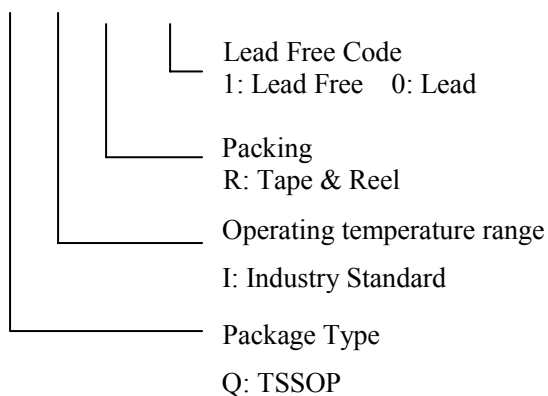 Lead Free Code
1: Lead Free 0: Lead
Packing
R: Tape & Reel
Operating temperature range
I: Industry Standard
Package Type
Q: TSSOP